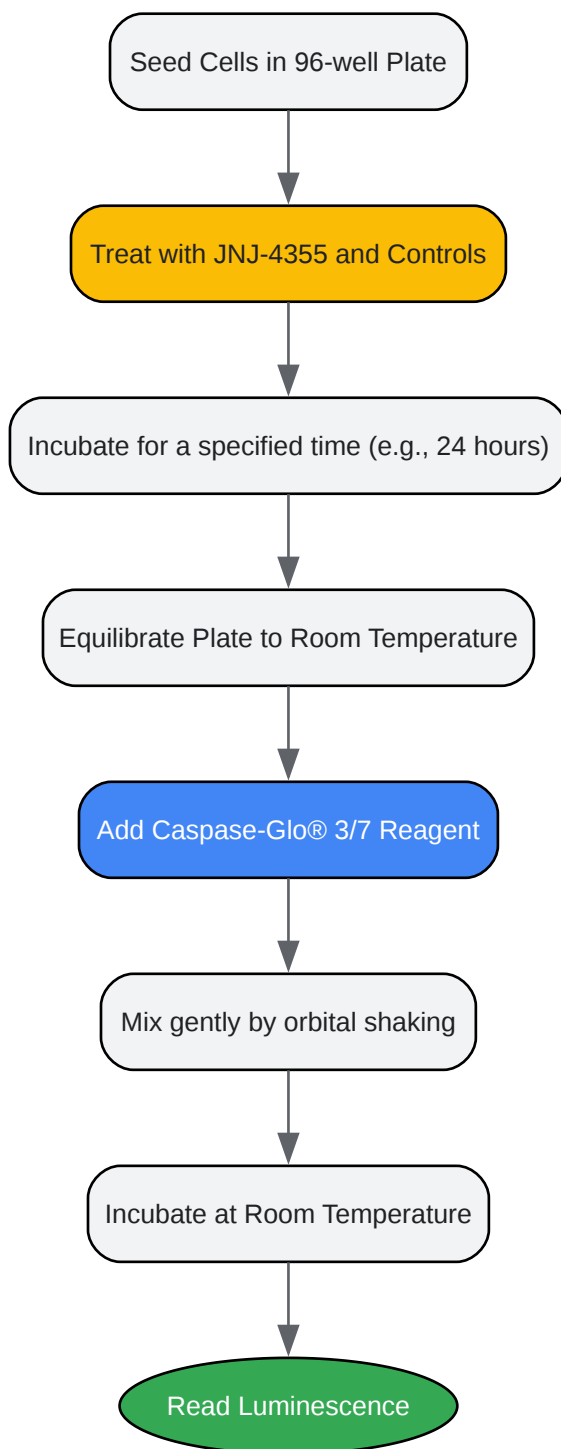 Seed Cells in 96-well Plate
Treat with JNJ-4355 and Controls
Incubate for a specified time (e.g., 24 hours)
Equilibrate Plate to Room Temperature
Add Caspase-Glo® 3/7 Reagent
Mix gently by orbital shaking
Incubate at Room Temperature
Read Luminescence